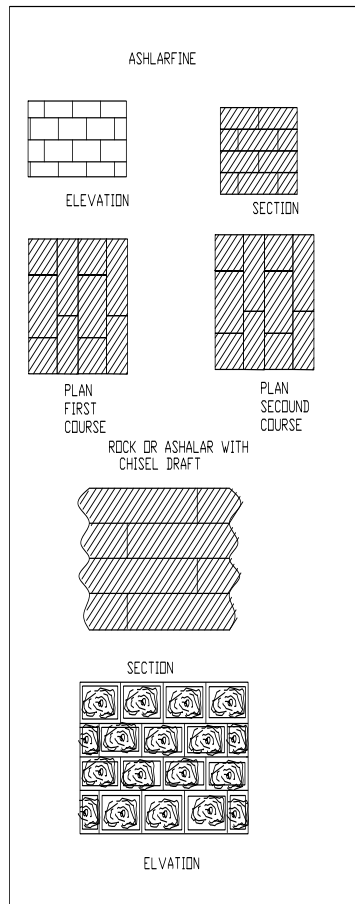 ASHLARFINE
ELEVATION
SECTION
PLAN
FIRST
COURSE
PLAN
SECOUND
COURSE
ROCK OR ASHALAR WITH
CHISEL DRAFT
SECTION
ELVATION